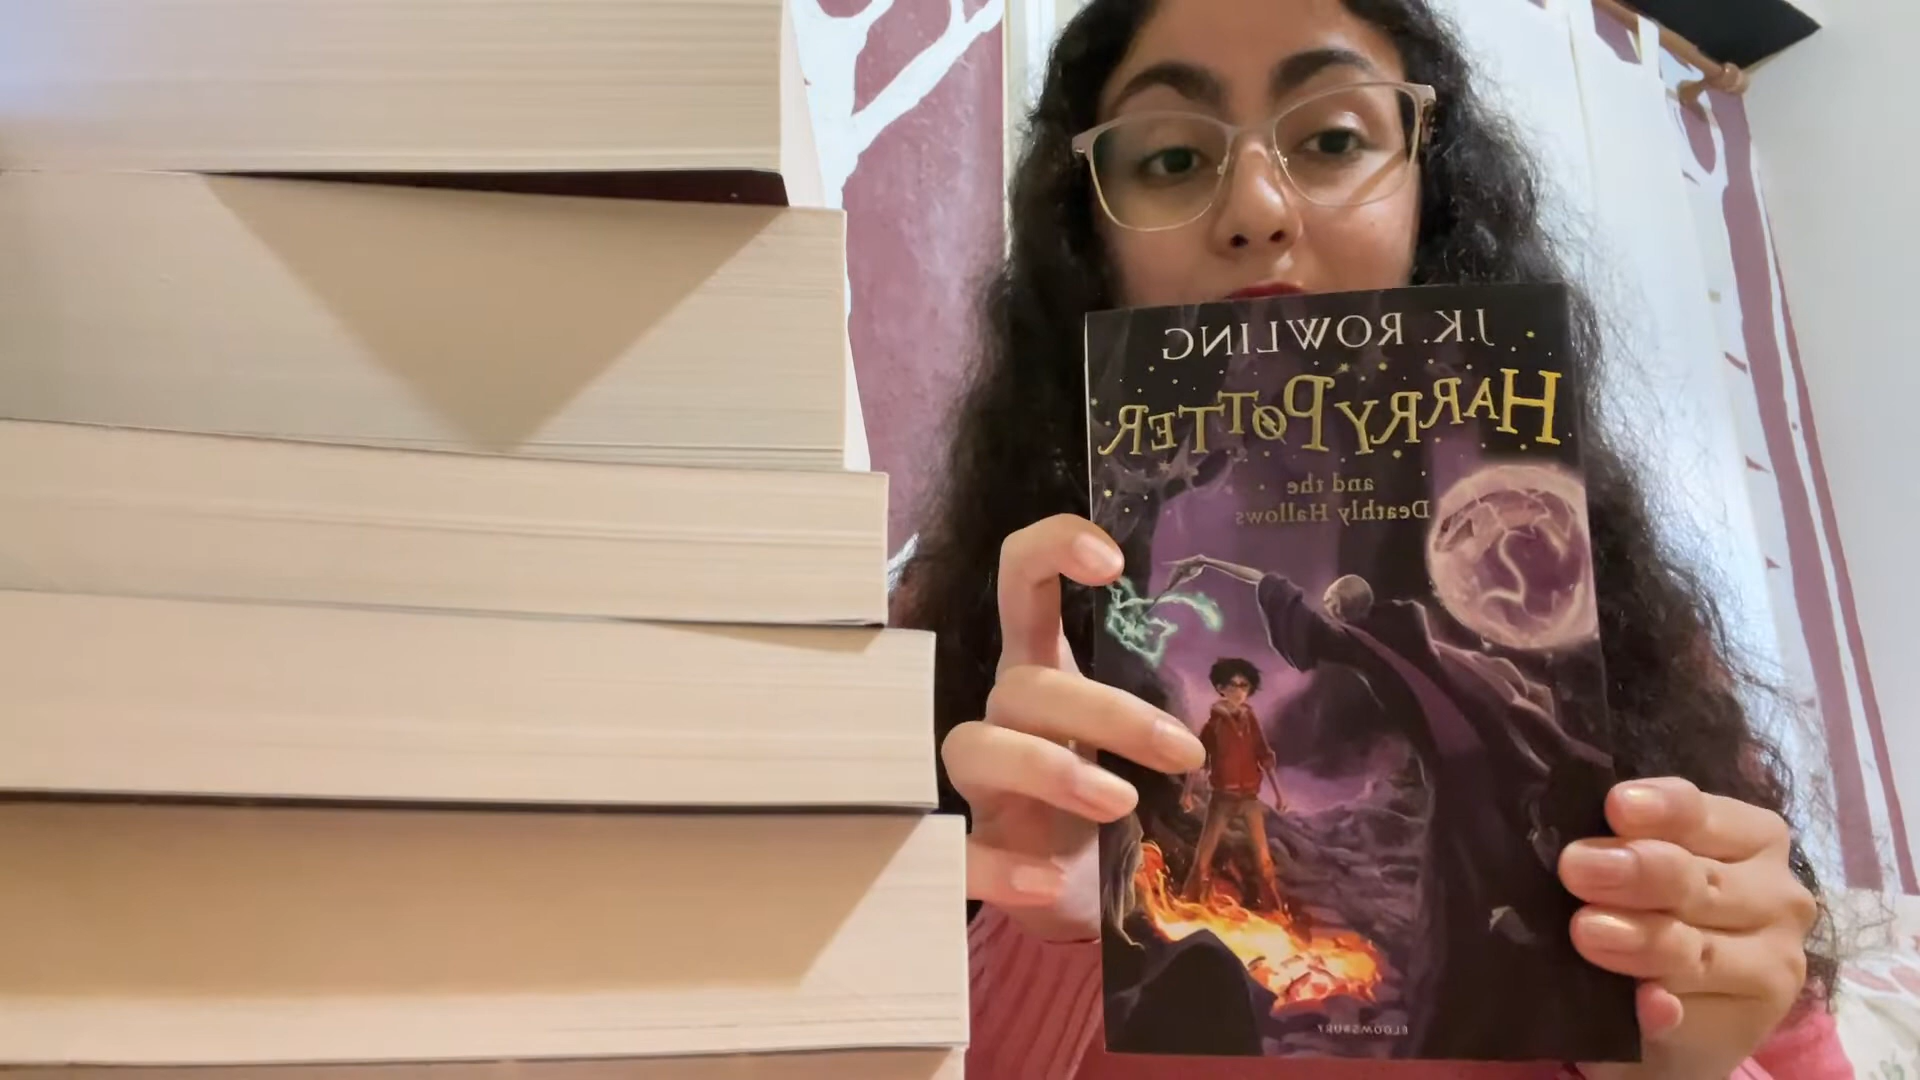 J.K. ROWLING
HARRY POTTER
and the
Deathly Hallows
BLOOMSBURY